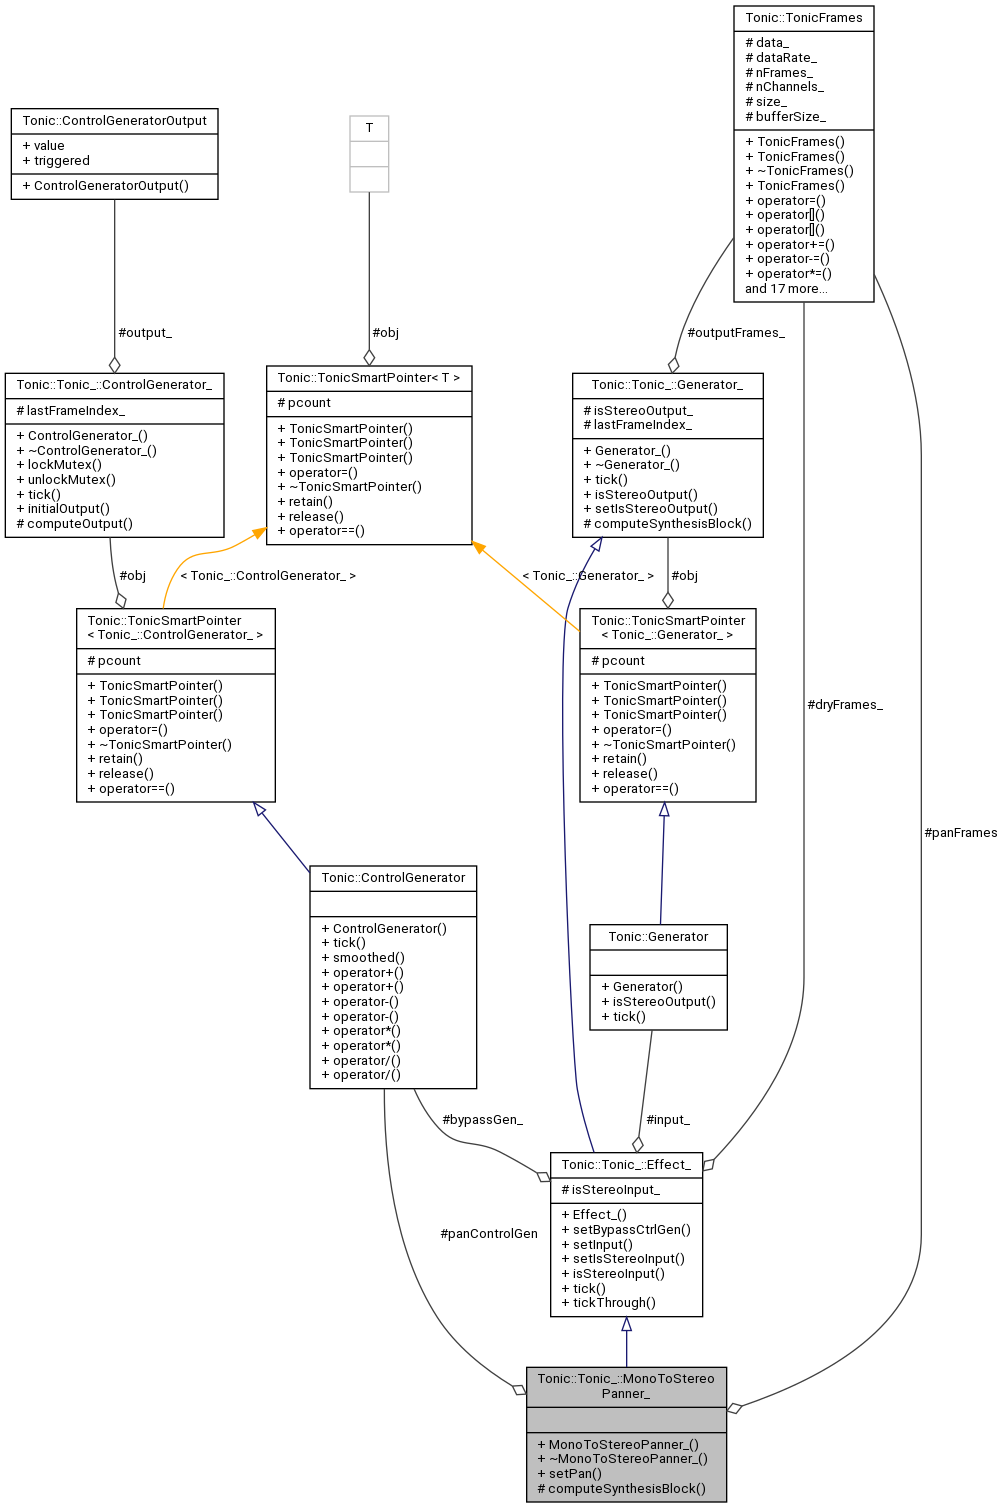 Tonic::TonicFrames
# data_
# dataRate_
# nFrames_
# nChannels_
# size_
# bufferSize_
+ TonicFrames()
+ TonicFrames()
+ ~TonicFrames()
+ TonicFrames()
+ operator=()
+ operator[]()
+ operator[]()
+ operator+=()
+ operator-=()
+ operator*=()
and 17 more...
Tonic::ControlGeneratorOutput
+ value
+ triggered
+ ControlGeneratorOutput()
T
#output_
#obj
#outputFrames_
Tonic::Tonic_::ControlGenerator_
# lastFrameIndex_
+ ControlGenerator_()
+ ~ControlGenerator_()
+ lockMutex()
+ unlockMutex()
+ tick()
+ initialOutput()
# computeOutput()
Tonic::TonicSmartPointer< T >
# pcount
+ TonicSmartPointer()
+ TonicSmartPointer()
+ TonicSmartPointer()
+ operator=()
+ ~TonicSmartPointer()
+ retain()
+ release()
+ operator==()
Tonic::Tonic_::Generator_
# isStereoOutput_
# lastFrameIndex_
+ Generator_()
+ ~Generator_()
+ tick()
+ isStereoOutput()
+ setIsStereoOutput()
# computeSynthesisBlock()
#obj
< Tonic_::ControlGenerator_ >
< Tonic_::Generator_ >
#obj
Tonic::TonicSmartPointer
< Tonic_::ControlGenerator_ >
# pcount
+ TonicSmartPointer()
+ TonicSmartPointer()
+ TonicSmartPointer()
+ operator=()
+ ~TonicSmartPointer()
+ retain()
+ release()
+ operator==()
Tonic::TonicSmartPointer
< Tonic_::Generator_ >
# pcount
+ TonicSmartPointer()
+ TonicSmartPointer()
+ TonicSmartPointer()
+ operator=()
+ ~TonicSmartPointer()
+ retain()
+ release()
+ operator==()
#dryFrames_
#panFrames
Tonic::ControlGenerator
+ ControlGenerator()
+ tick()
+ smoothed()
+ operator+()
+ operator+()
+ operator-()
+ operator-()
+ operator*()
+ operator*()
+ operator/()
+ operator/()
Tonic::Generator
+ Generator()
+ isStereoOutput()
+ tick()
#bypassGen_
#input_
Tonic::Tonic_::Effect_
# isStereoInput_
+ Effect_()
+ setBypassCtrlGen()
+ setInput()
+ setIsStereoInput()
+ isStereoInput()
+ tick()
+ tickThrough()
#panControlGen
Tonic::Tonic_::MonoToStereo
Panner_
+ MonoToStereoPanner_()
+ ~MonoToStereoPanner_()
+ setPan()
# computeSynthesisBlock()